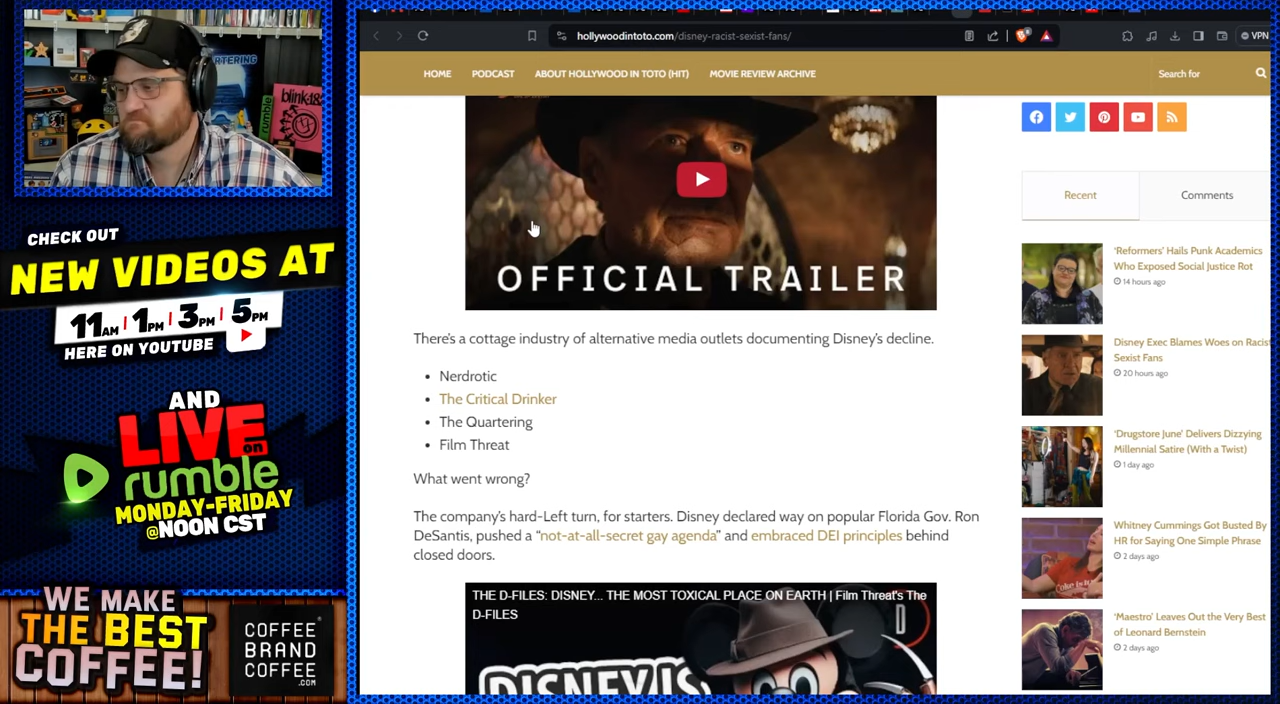 CHECK OUT
NEW VIDEOS AT
11AM | 1PM | 3PM | 5PM
HERE ON YOUTUBE
AND
LIVE on
rumble
MONDAY-FRIDAY
@NOON CST
WE MAKE
THE BEST
COFFEE!
COFFEE
BRAND
COFFEE
.COM
TERING
rumble
blink-182
hollywoodintoto.com/disney-racist-sexist-fans/
VPN
HOME
PODCAST
ABOUT HOLLYWOOD IN TOTO (HIT)
MOVIE REVIEW ARCHIVE
Search for
OFFICIAL TRAILER
There's a cottage industry of alternative media outlets documenting Disney's decline.
• Nerdrotic
• The Critical Drinker
• The Quartering
• Film Threat
What went wrong?
The company's hard-Left turn, for starters. Disney declared way on popular Florida Gov. Ron
DeSantis, pushed a “not-at-all-secret gay agenda” and embraced DEI principles behind
closed doors.
THE D-FILES: DISNEY... THE MOST TOXICAL PLACE ON EARTH | Film Threat's The
D-FILES
D
DISNEY IS
Recent
Comments
‘Reformers’ Hails Punk Academics
Who Exposed Social Justice Rot
14 hours ago
Disney Exec Blames Woes on Racist
Sexist Fans
20 hours ago
‘Drugstore June’ Delivers Dizzying
Millennial Satire (With a Twist)
1 day ago
Whitney Cummings Got Busted By
HR for Saying One Simple Phrase
2 days ago
‘Maestro’ Leaves Out the Very Best
of Leonard Bernstein
2 days ago